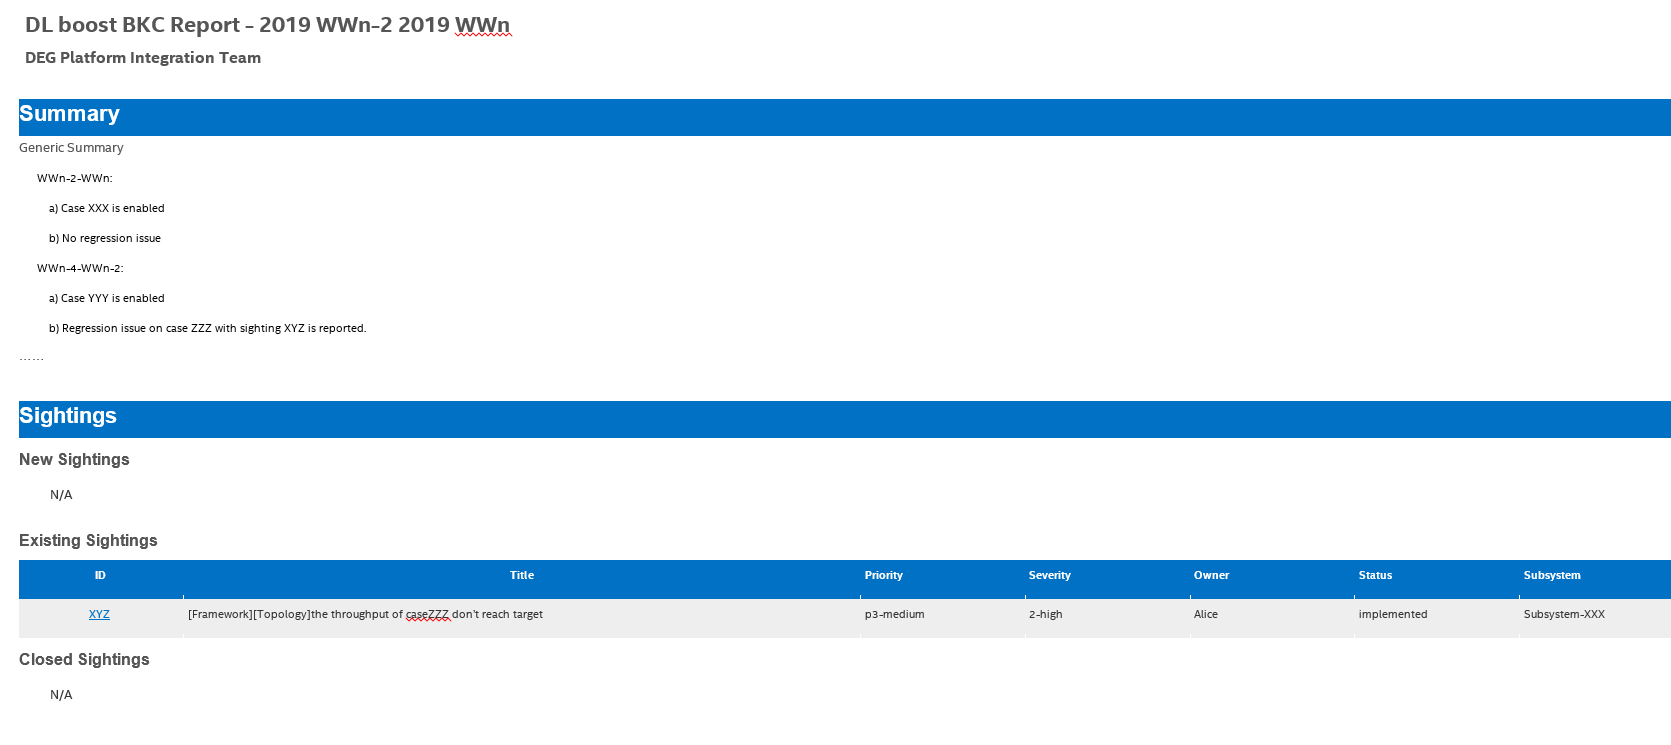 DL boost BKC Report - 2019 WWn-2 2019 WWn
DEG Platform Integration Team
Summary
Generic Summary
WWn-2-WWn:
a) Case XXX is enabled
b) No regression issue
WWn-4-WWn-2:
a) Case YYY is enabled
b) Regression issue on case ZZZ with sighting XYZ is reported.
……
Sightings
New Sightings
N/A
Existing Sightings
ID Title Priority Severity Owner Status Subsystem
XYZ [Framework][Topology]the throughput of caseZZZ don't reach target p3-medium 2-high Alice implemented Subsystem-XXX
Closed Sightings
N/A